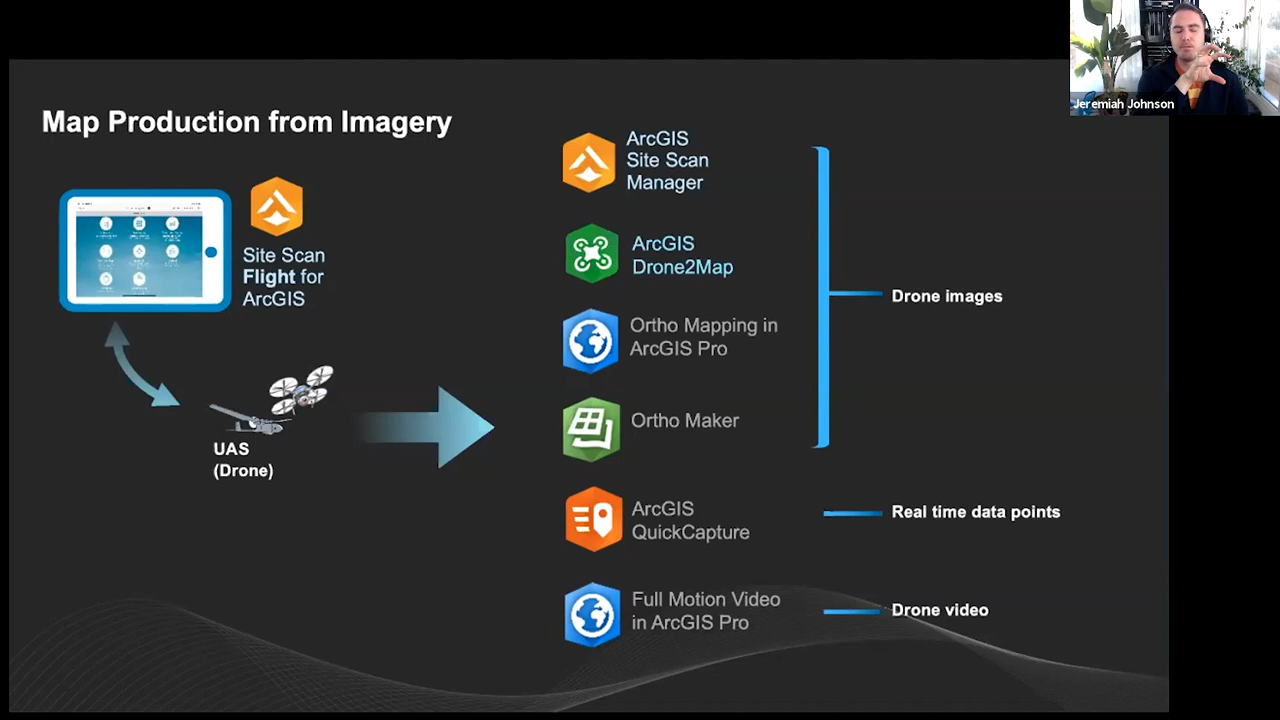 Jeremiah Johnson
Map Production from Imagery
Site Scan
Flight for
ArcGIS
UAS
(Drone)
ArcGIS
Site Scan
Manager
ArcGIS
Drone2Map
Ortho Mapping in
ArcGIS Pro
Ortho Maker
ArcGIS
QuickCapture
Full Motion Video
in ArcGIS Pro
Drone images
Real time data points
Drone video